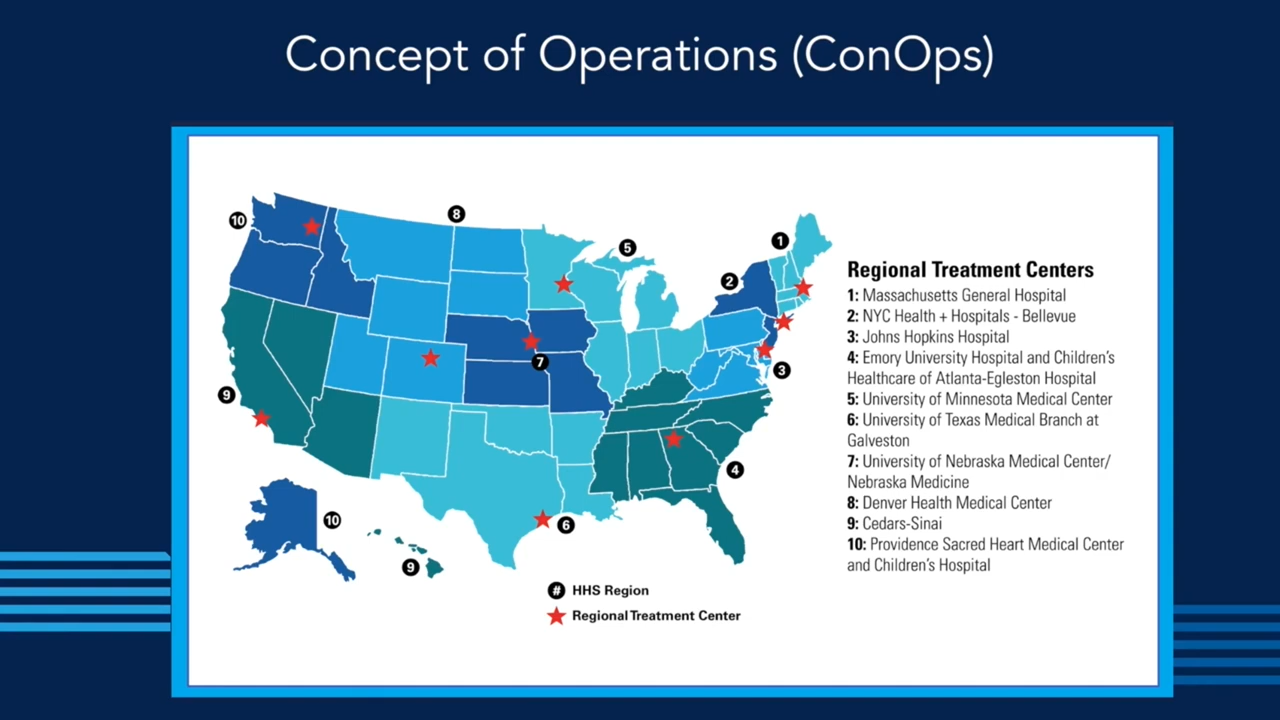 Concept of Operations (ConOps)
10
8
5
1
2
7
3
9
4
10
6
9
# HHS Region
Regional Treatment Center
Regional Treatment Centers
1: Massachusetts General Hospital
2: NYC Health + Hospitals - Bellevue
3: Johns Hopkins Hospital
4: Emory University Hospital and Children's
Healthcare of Atlanta-Egleston Hospital
5: University of Minnesota Medical Center
6: University of Texas Medical Branch at
Galveston
7: University of Nebraska Medical Center/
Nebraska Medicine
8: Denver Health Medical Center
9: Cedars-Sinai
10: Providence Sacred Heart Medical Center
and Children's Hospital